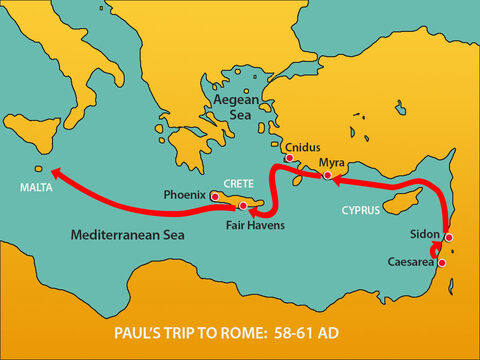 Aegean
Sea
Cnidus
Myra
MALTA
Phoenix
CRETE
CYPRUS
Fair Havens
Mediterranean Sea
Sidon
Caesarea
PAUL'S TRIP TO ROME: 58-61 AD